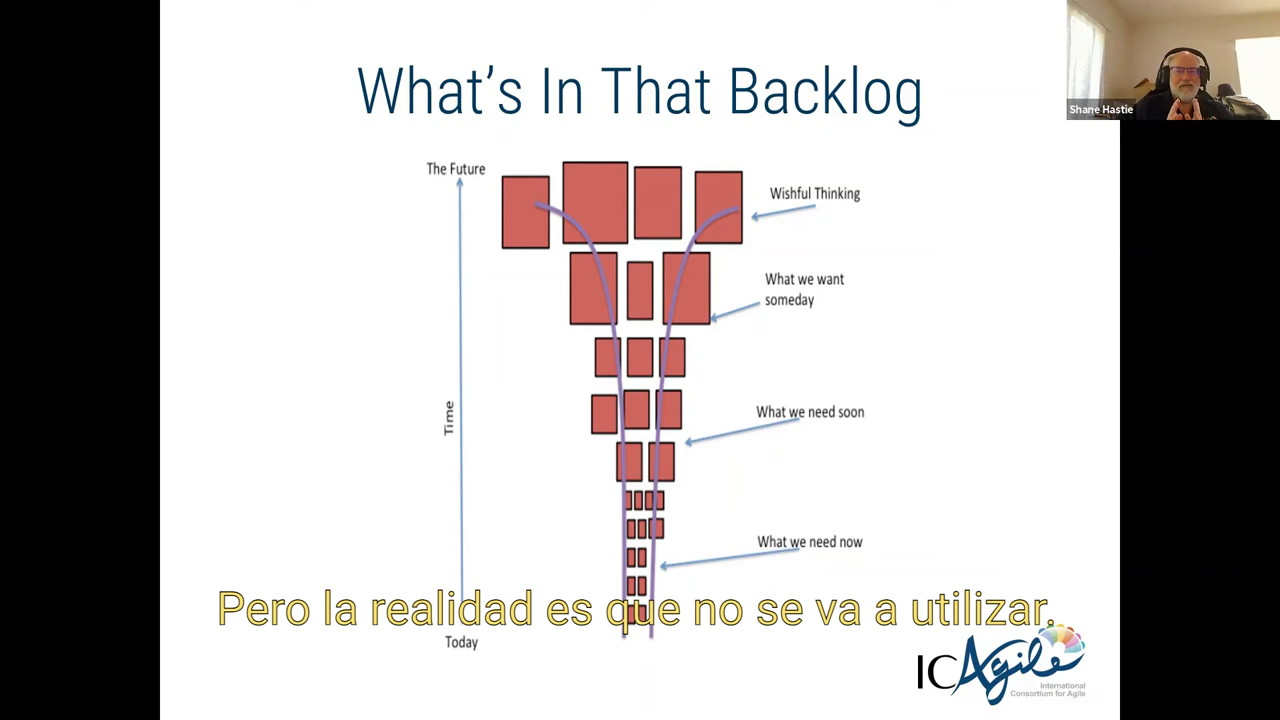 What's In That Backlog
Shane Hastie
The Future
Wishful Thinking
What we want
someday
Time
What we need soon
What we need now
Pero la realidad es que no se va a utilizar.
Today
ICAgile
International
Consortium for Agile